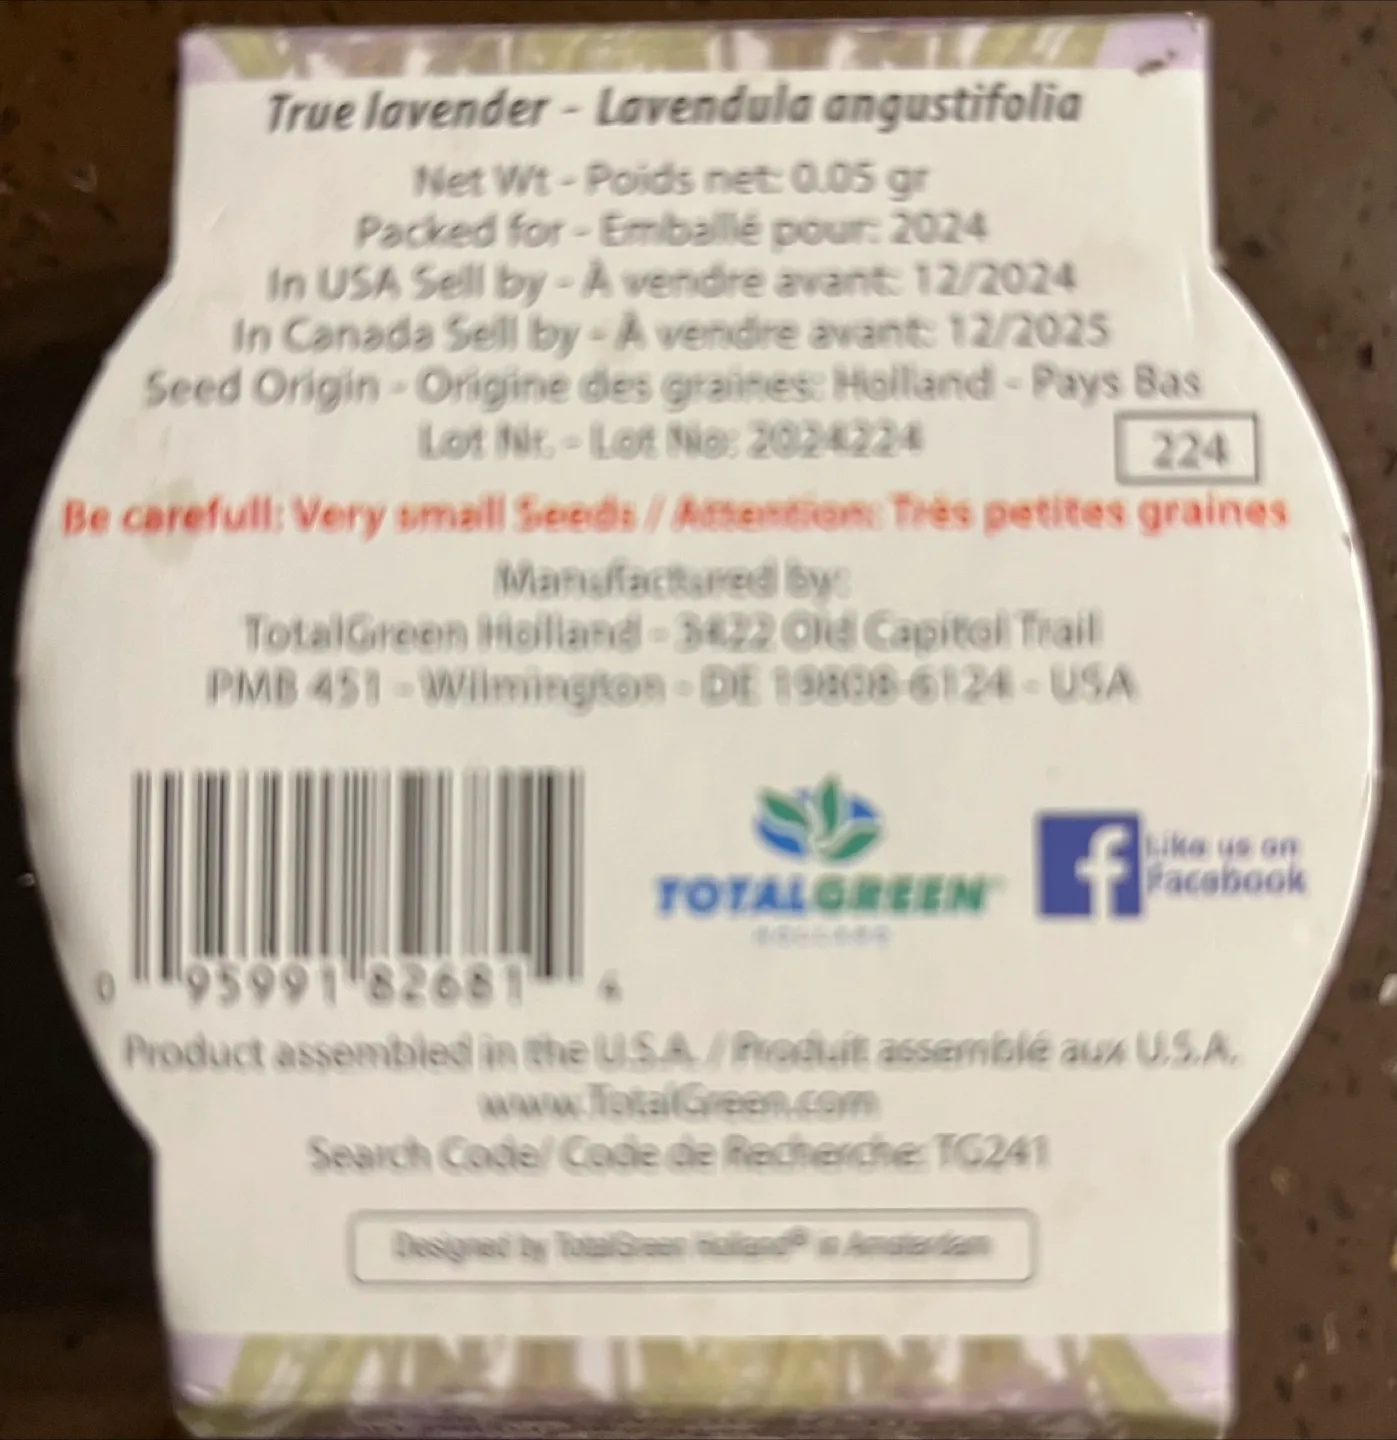 True lavender - Lavendula angustifolia
Net Wt - Poids net: 0.05 gr
Packed for - Emballé pour: 2024
In USA Sell by - À vendre avant: 12/2024
In Canada Sell by - À vendre avant: 12/2025
Seed Origin - Origine des graines: Holland - Pays Bas
Lot Nr. - Lot No: 2024224
224
Be carefull: Very small Seeds / Attention: Très petites graines
Manufactured by:
TotalGreen Holland - 3422 Old Capitol Trail
PMB 451 - Wilmington - DE 19808-6124 - USA
0 95991 82681 6
TOTALGREEN™
HOLLAND
Like us on
Facebook
Product assembled in the U.S.A. / Produit assemblé aux U.S.A.
www.TotalGreen.com
Search Code/ Code de Recherche: TG241
Designed by TotalGreen Holland® in Amsterdam